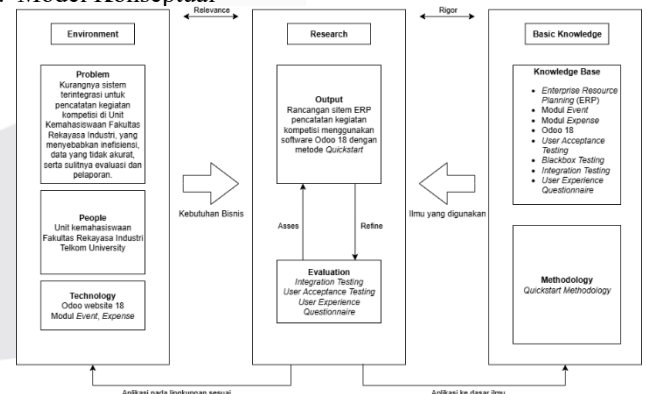 Model Konseptual
Relevance
Rigor
Environment
Research
Basic Knowledge
Problem
Kurangnya sistem
terintegrasi untuk
pencatatan kegiatan
kompetisi di Unit
Kemahasiswaan Fakultas
Rekayasa Industri, yang
menyebabkan inefisiensi,
data yang tidak akurat,
serta sulitnya evaluasi dan
pelaporan.
People
Unit kemahasiswaan
Fakultas Rekayasa Industri
Telkom University
Technology
Odoo website 18
Modul Event, Expense
Kebutuhan Bisnis
Output
Rancangan sitem ERP
pencatatan kegiatan
kompetisi menggunakan
software Odoo 18 dengan
metode Quickstart
Asses
Refine
Evaluation
Integration Testing
User Acceptance Testing
User Experience
Questionnaire
Ilmu yang digunakan
Knowledge Base
• Enterprise Resource
Planning (ERP)
• Modul Event
• Modul Expense
• Odoo 18
• User Acceptance
Testing
• Blackbox Testing
• Integration Testing
• User Experience
Questionnaire
Methodology
Quickstart Methodology
Aplikasi pada lingkungan sesuai
Aplikasi ke dasar ilmu